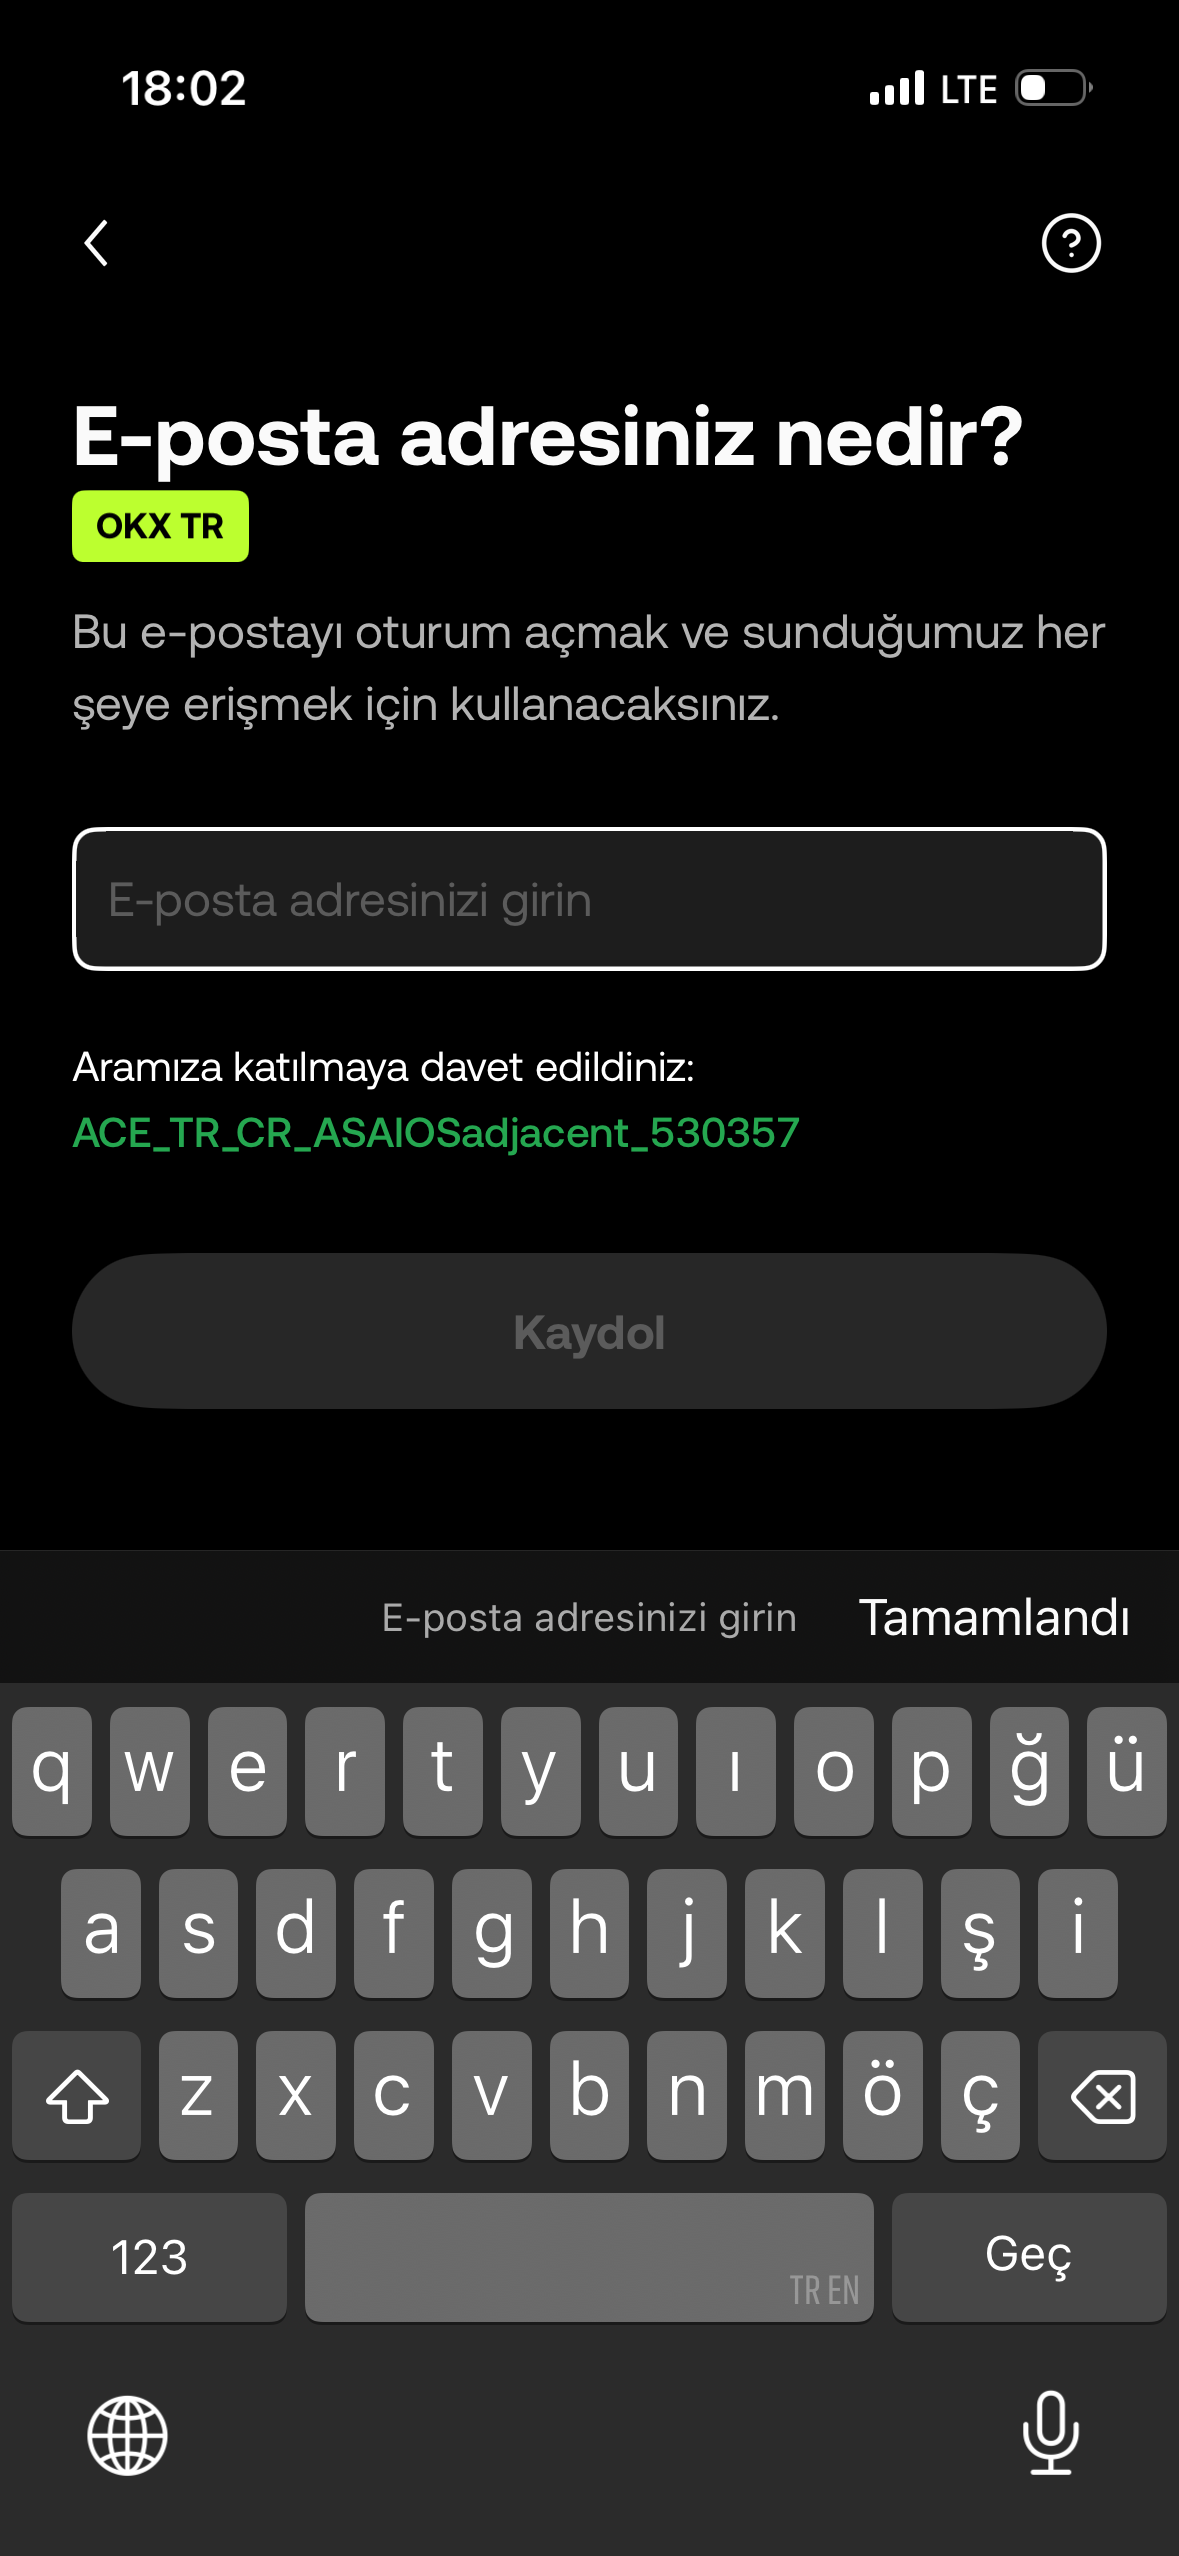 18:02
LTE
E-posta adresiniz nedir?
OKX TR
Bu e-postayı oturum açmak ve sunduğumuz her
şeye erişmek için kullanacaksınız.
E-posta adresinizi girin
Aramıza katılmaya davet edildiniz:
ACE_TR_CR_ASAIOSadjacent_530357
Kaydol
E-posta adresinizi girin Tamamlandı
q w e r t y u ı o p ğ ü
a s d f g h j k l ş i
z x c v b n m ö ç
123 TR EN Geç